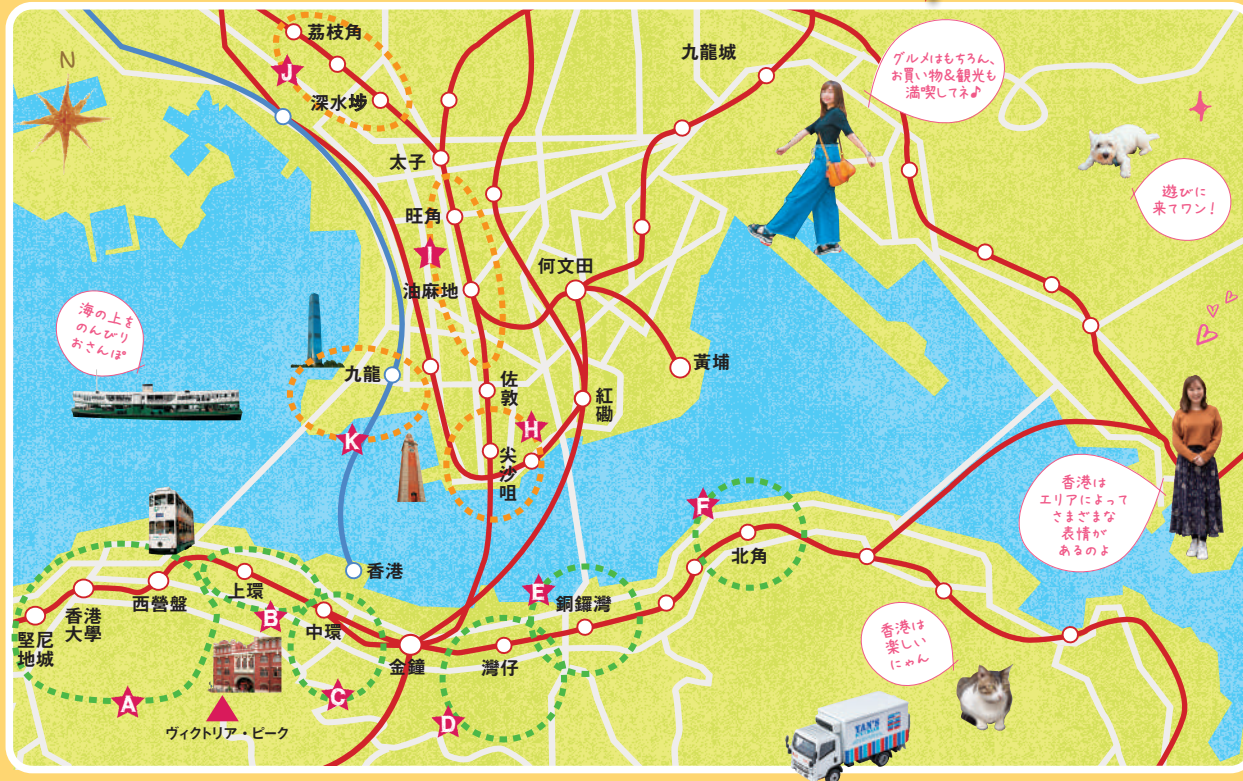 N
荔枝角
J
深水埗
太子
旺角
I
油麻地
九龍
K
佐敦
H
尖沙咀
九龍城
何文田
黃埔
紅磡
グルメはもちろん、
お買い物&観光も
満喫してネ♪
遊びに
来てワン!
海の上を
のんびり
おさんぽ
香港は
エリアによって
さまざまな
表情が
あるのよ
香港は
楽しい
にゃん
堅尼
地城
香港
大學
西營盤
上環
B
中環
香港
金鐘
灣仔
E
銅鑼灣
F
北角
A
C
D
ヴィクトリア・ピーク
YAN'S